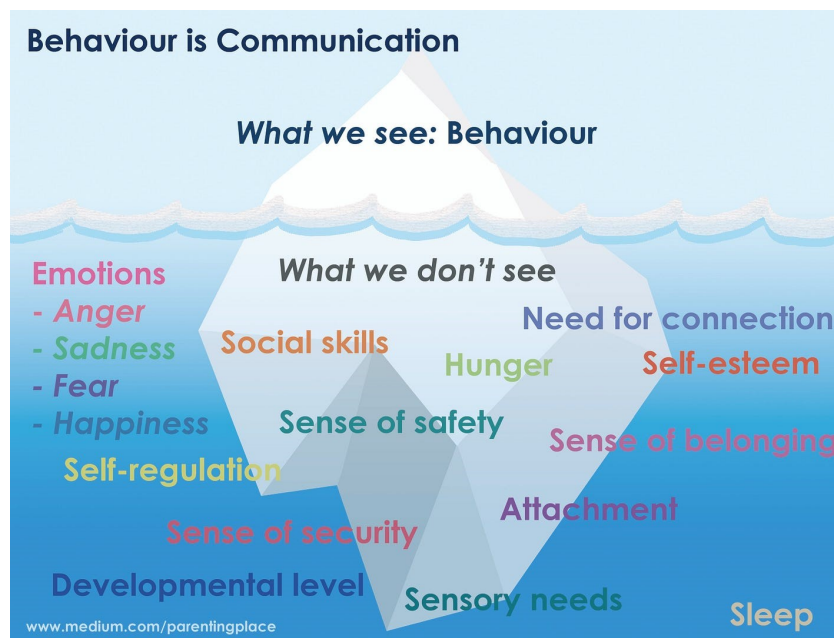 Behaviour is Communication
What we see: Behaviour
What we don't see
Emotions
- Anger
- Sadness
- Fear
- Happiness
Need for connection
Social skills
Hunger
Self-esteem
Sense of safety
Sense of belonging
Self-regulation
Attachment
Sense of security
Developmental level
Sensory needs
Sleep
www.medium.com/parentingplace